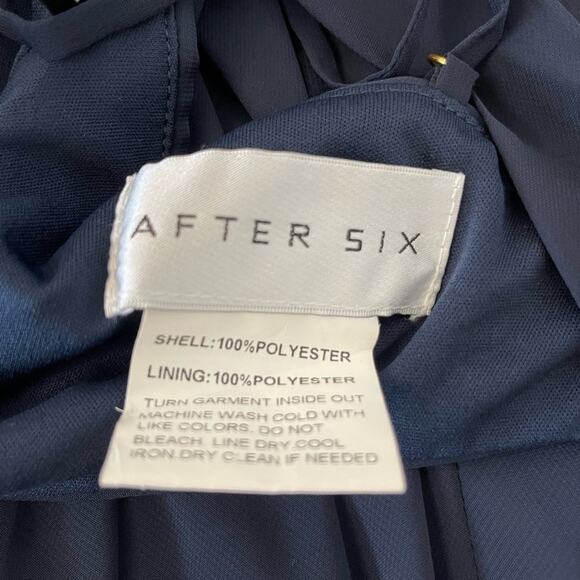 AFTER SIX
SHELL:100%POLYESTER
LINING:100%POLYESTER
TURN GARMENT INSIDE OUT
MACHINE WASH COLD WITH
LIKE COLORS. DO NOT
BLEACH. LINE DRY.COOL
IRON.DRY CLEAN IF NEEDED